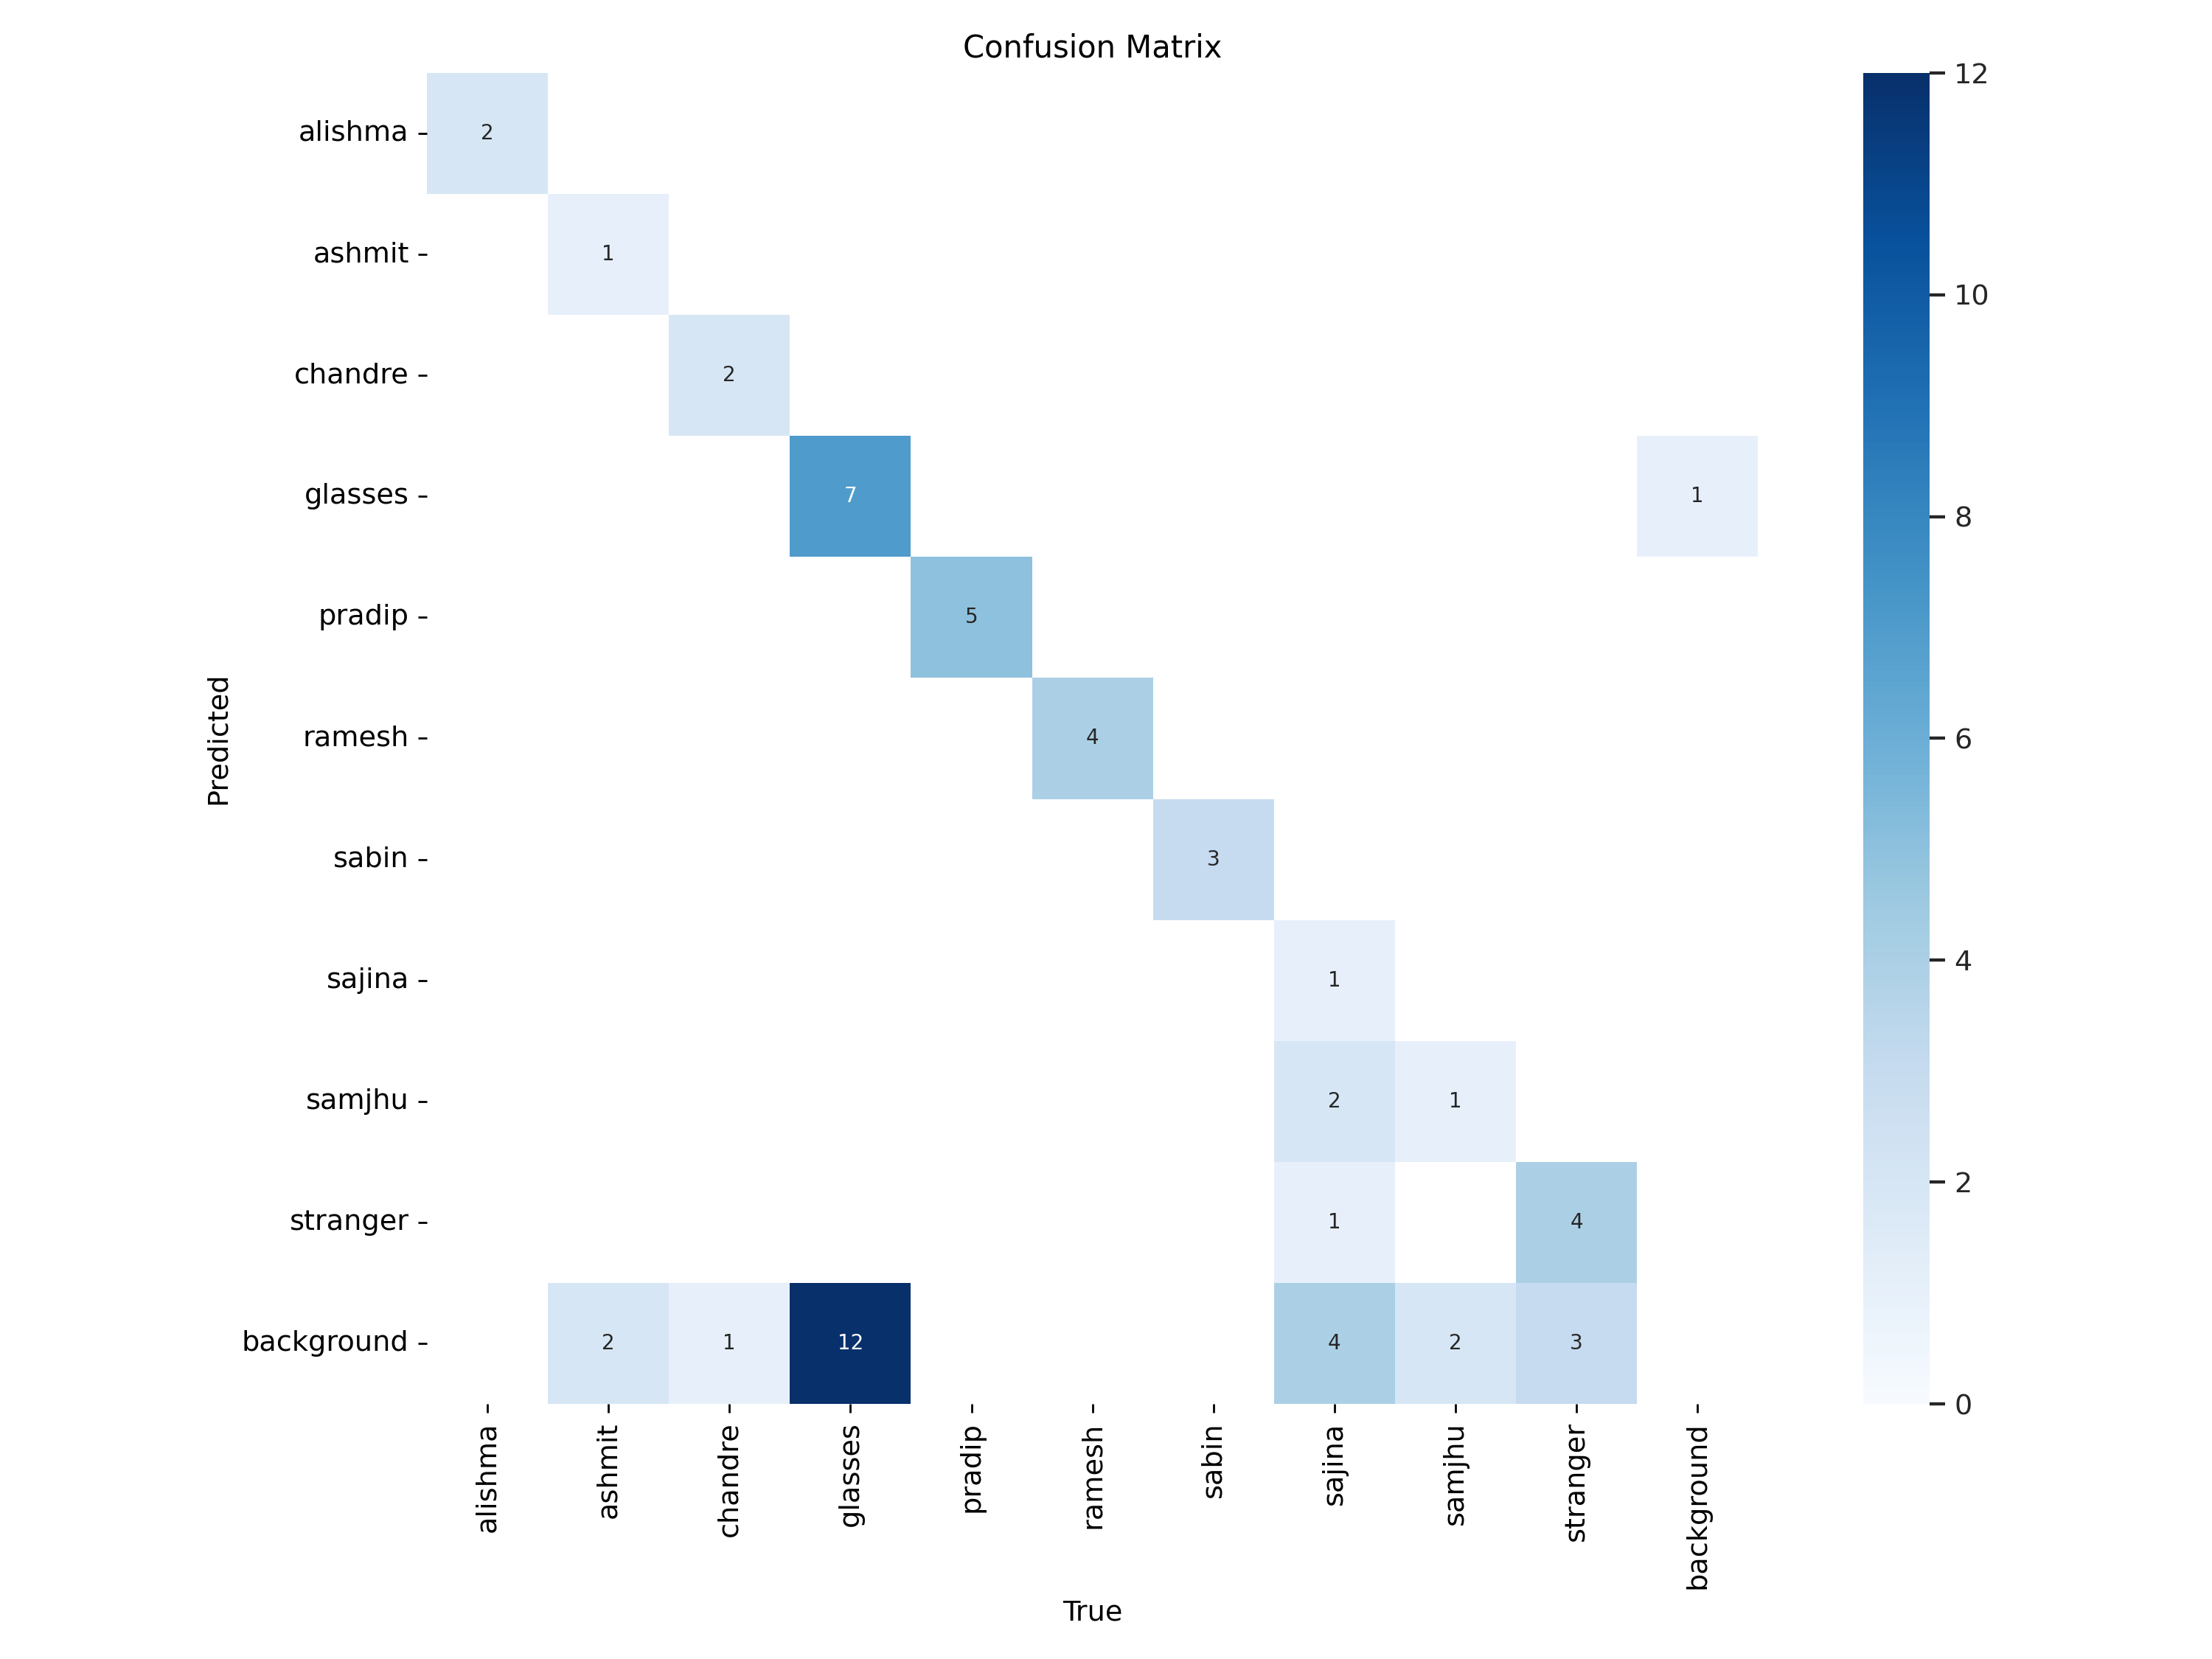 Confusion Matrix
12
alishma
2
ashmit
1
10
chandre
2
glasses
7
1
8
pradip
5
Predicted
ramesh
4
6
sabin
3
sajina
1
4
samjhu
2
1
stranger
1
4
2
background
2
1
12
4
2
3
0
alishma
ashmit
chandre
glasses
pradip
ramesh
sabin
sajina
samjhu
stranger
background
True